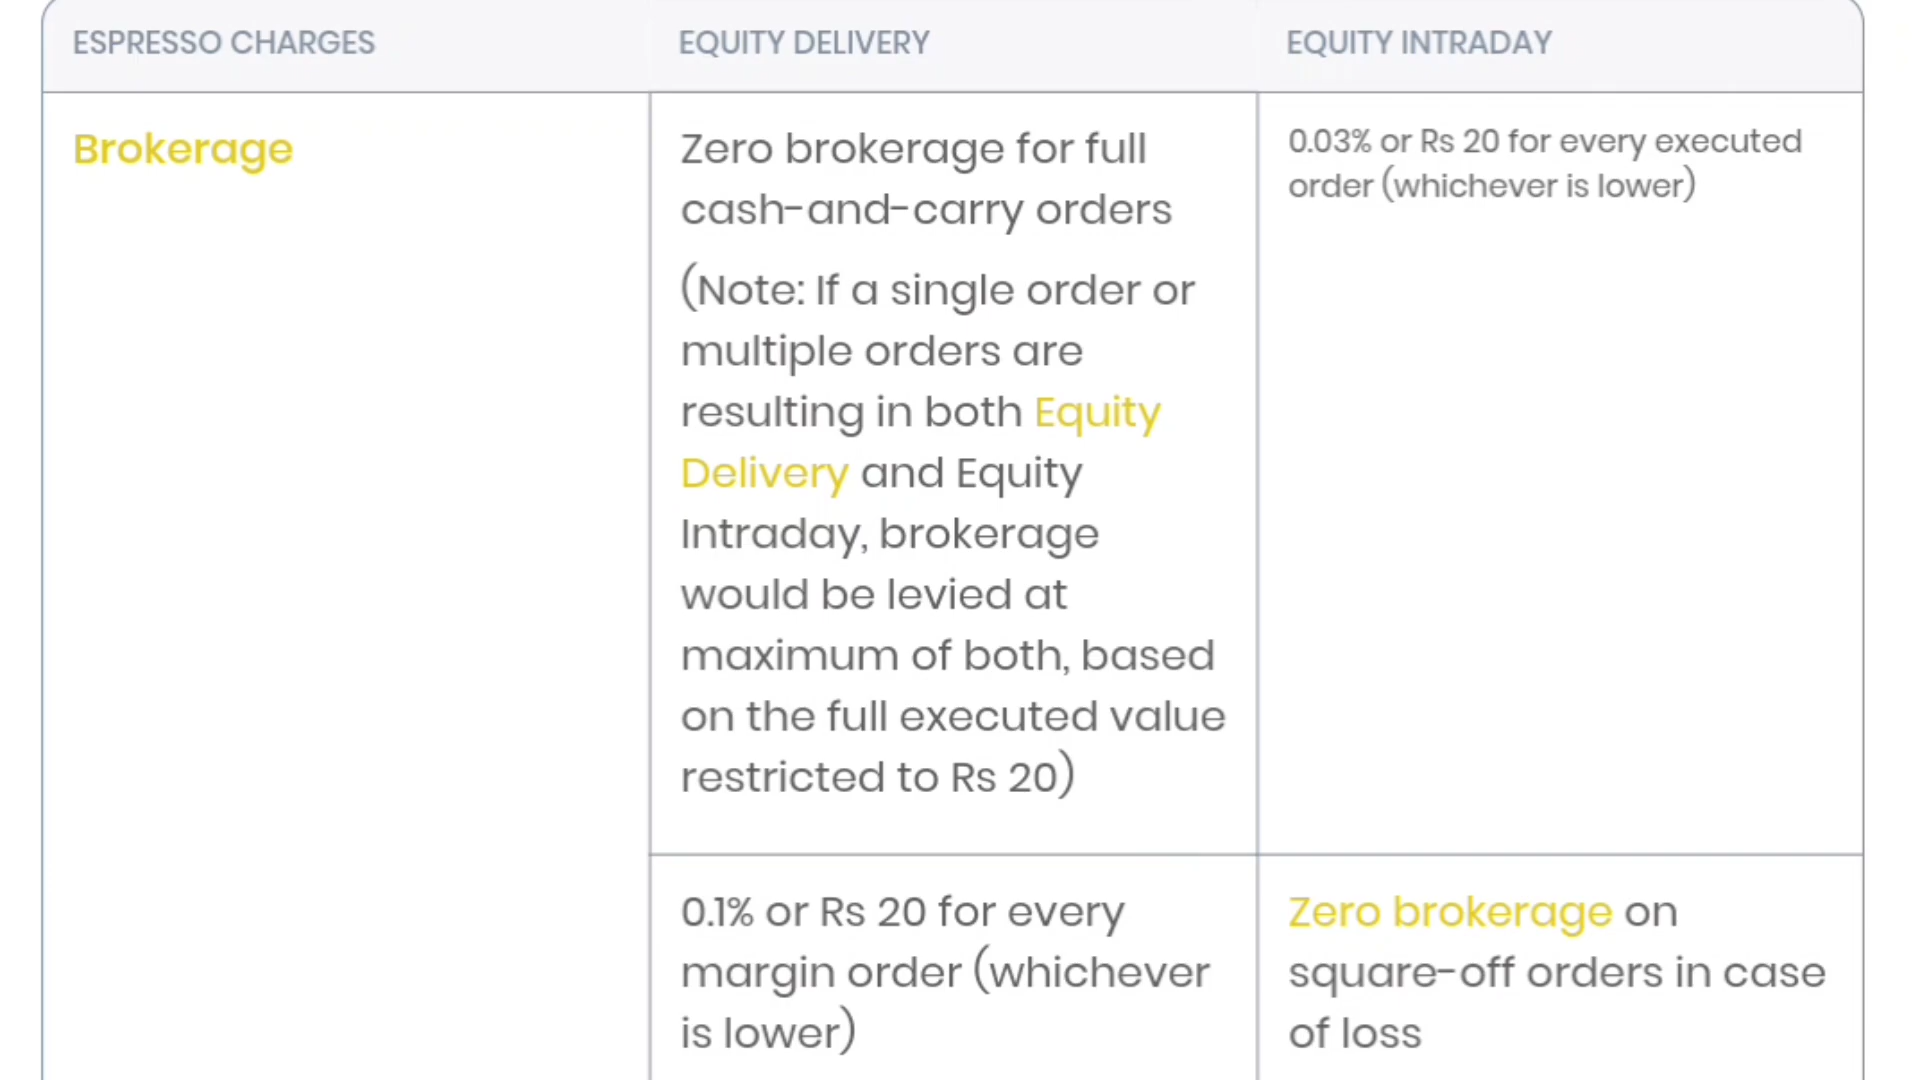 ESPRESSO CHARGES
EQUITY DELIVERY
EQUITY INTRADAY
Brokerage
Zero brokerage for full
cash-and-carry orders
(Note: If a single order or
multiple orders are
resulting in both Equity
Delivery and Equity
Intraday, brokerage
would be levied at
maximum of both, based
on the full executed value
restricted to Rs 20)
0.03% or Rs 20 for every executed
order (whichever is lower)
0.1% or Rs 20 for every
margin order (whichever
is lower)
Zero brokerage on
square-off orders in case
of loss